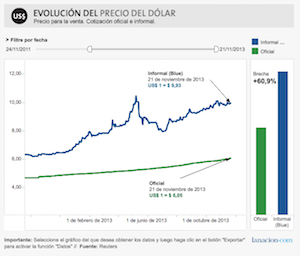 US$
EVOLUCIÓN DEL PRECIO DEL DÓLAR
Precio para la venta. Cotización oficial e informal.
> Filtro por fecha
24/11/2011
21/11/2013
Informal ...
Oficial
12,00
10,00
8,00
6,00
4,00
Informal (Blue)
21 de noviembre de 2013
US$ 1 = $ 9,93
Oficial
21 de noviembre de 2013
US$ 1 = $ 6,05
1 de febrero de 2013
1 de junio de 2013
1 de octubre de 2013
Brecha
+60,9%
Oficial
Informal
Importante: Seleccione el gráfico del que desea obtener los datos y luego haga clic en el botón "Exportar"
para activar la función "Datos".// Fuente: Reuters
lanacion.com